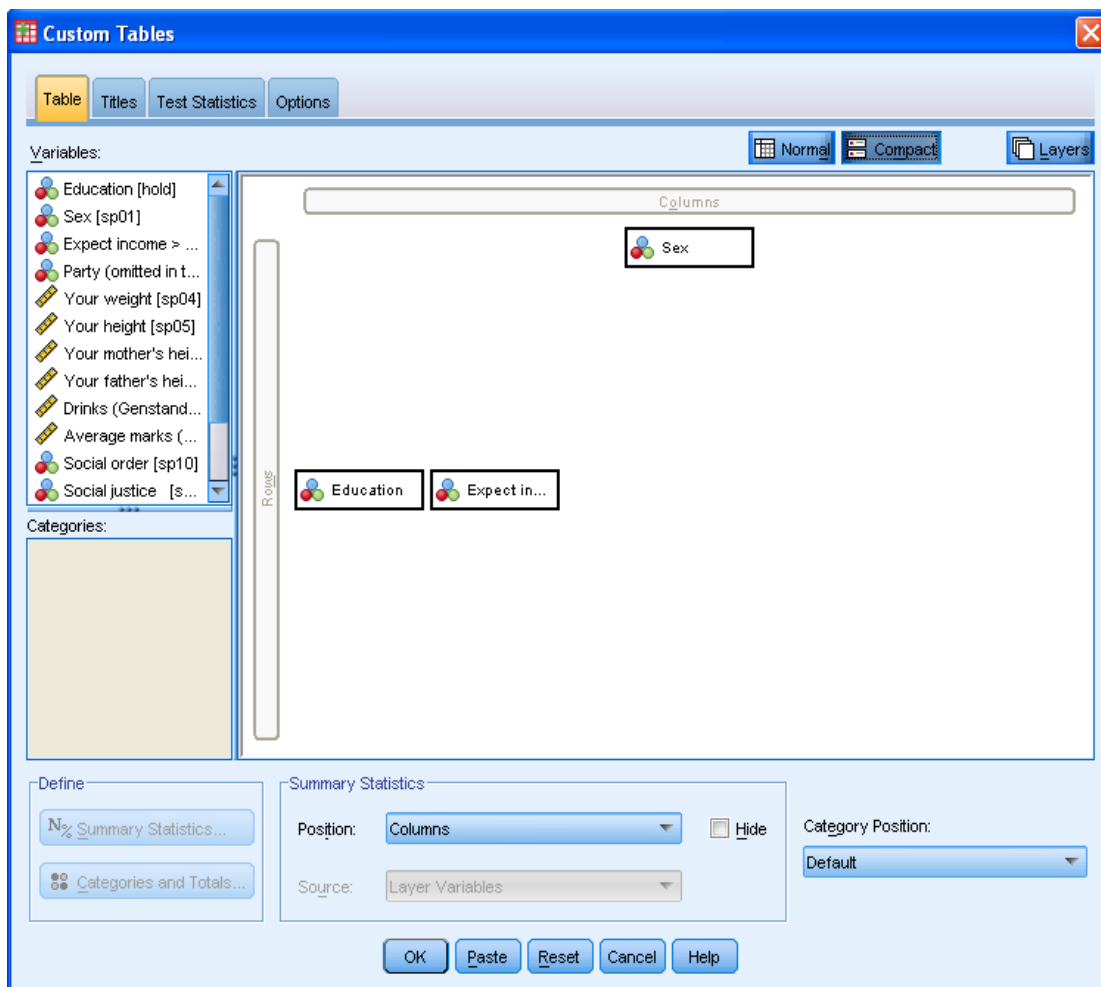 Custom Tables
Table Titles Test Statistics Options
Variables:
Normal Compact Layers
Education [hold]
Sex [sp01]
Expect income > ...
Party (omitted in t...
Your weight [sp04]
Your height [sp05]
Your mother's hei...
Your father's hei...
Drinks (Genstand...
Average marks (...
Social order [sp10]
Social justice [s...
Categories:
Columns
Sex
Rows
Education Expect in...
Define
N% Summary Statistics...
Categories and Totals...
Summary Statistics
Position: Columns Hide
Source: Layer Variables
Category Position:
Default
OK Paste Reset Cancel Help